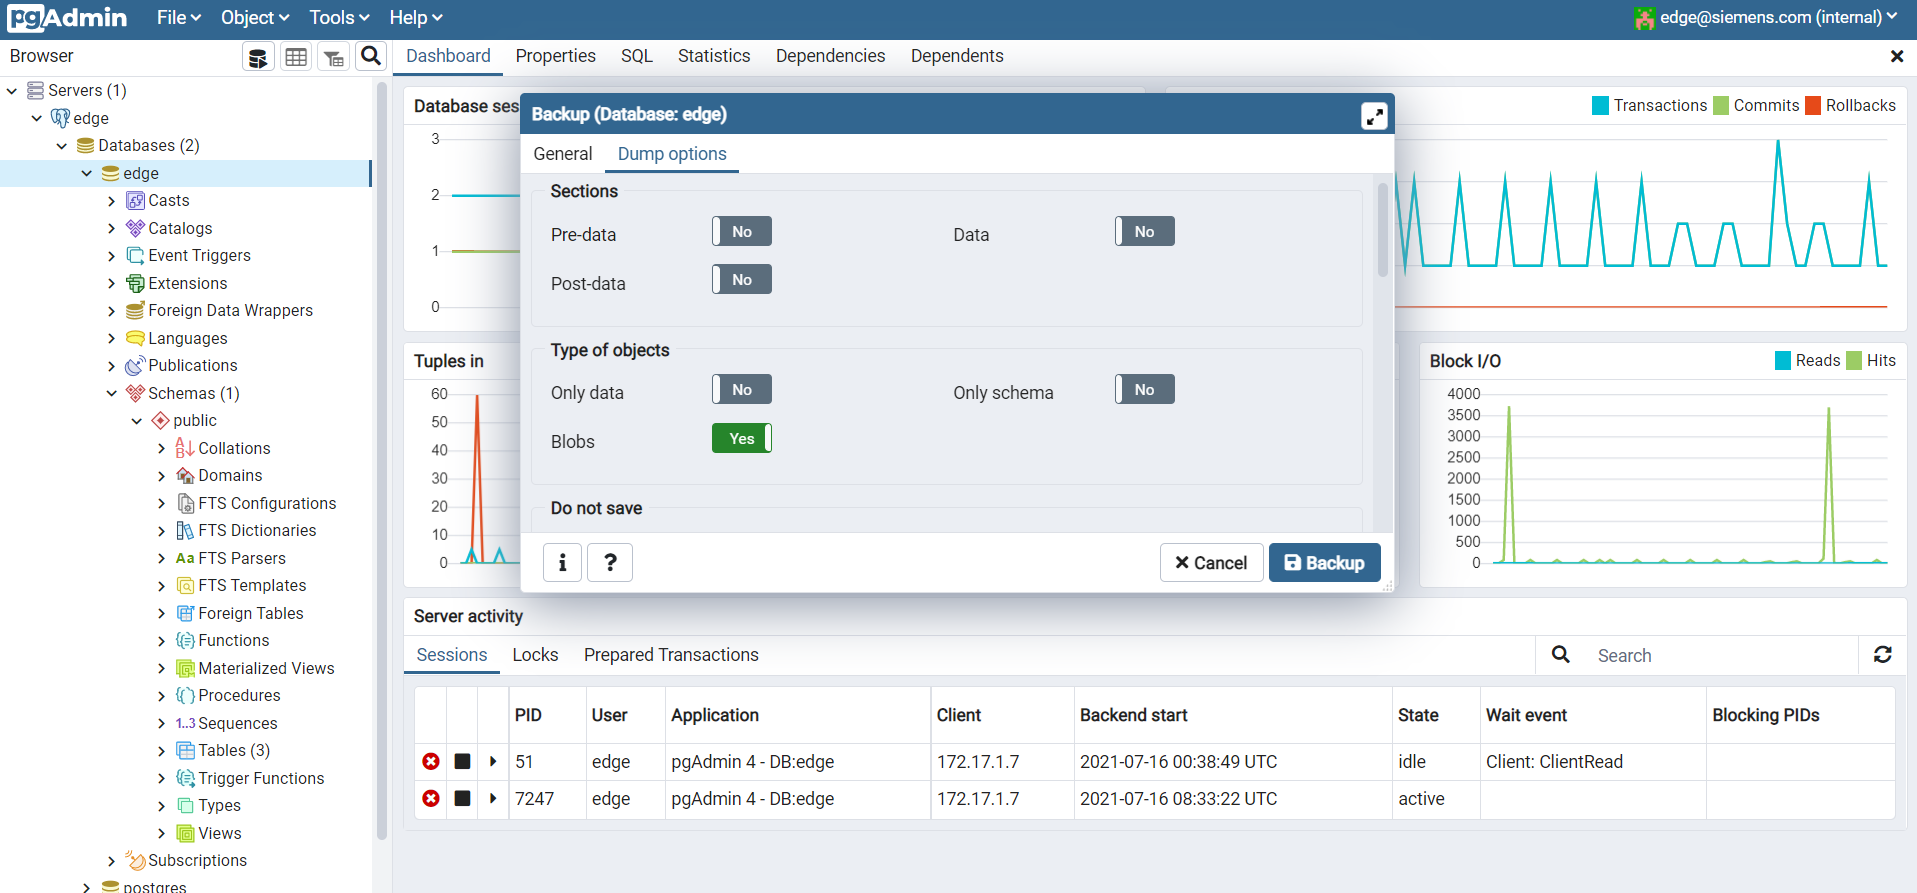 pgAdmin File Object Tools Help edge@siemens.com (internal)
Browser
Dashboard Properties SQL Statistics Dependencies Dependents
Servers (1)
edge
Databases (2)
edge
Casts
Catalogs
Event Triggers
Extensions
Foreign Data Wrappers
Languages
Publications
Schemas (1)
public
Collations
Domains
FTS Configurations
FTS Dictionaries
Aa FTS Parsers
FTS Templates
Foreign Tables
Functions
Materialized Views
Procedures
1..3 Sequences
Tables (3)
Trigger Functions
Types
Views
Subscriptions
postgres
Database ses
3
2
1
0
Transactions Commits Rollbacks
Backup (Database: edge)
General Dump options
Sections
Pre-data No Data No
Post-data No
Type of objects
Only data No Only schema No
Blobs Yes
Do not save
i ? Cancel Backup
Tuples in
60
50
40
30
20
10
0
Block I/O Reads Hits
4000
3500
3000
2500
2000
1500
1000
500
0
Server activity
Sessions Locks Prepared Transactions Search
PID User Application Client Backend start State Wait event Blocking PIDs
51 edge pgAdmin 4 - DB:edge 172.17.1.7 2021-07-16 00:38:49 UTC idle Client: ClientRead
7247 edge pgAdmin 4 - DB:edge 172.17.1.7 2021-07-16 08:33:22 UTC active